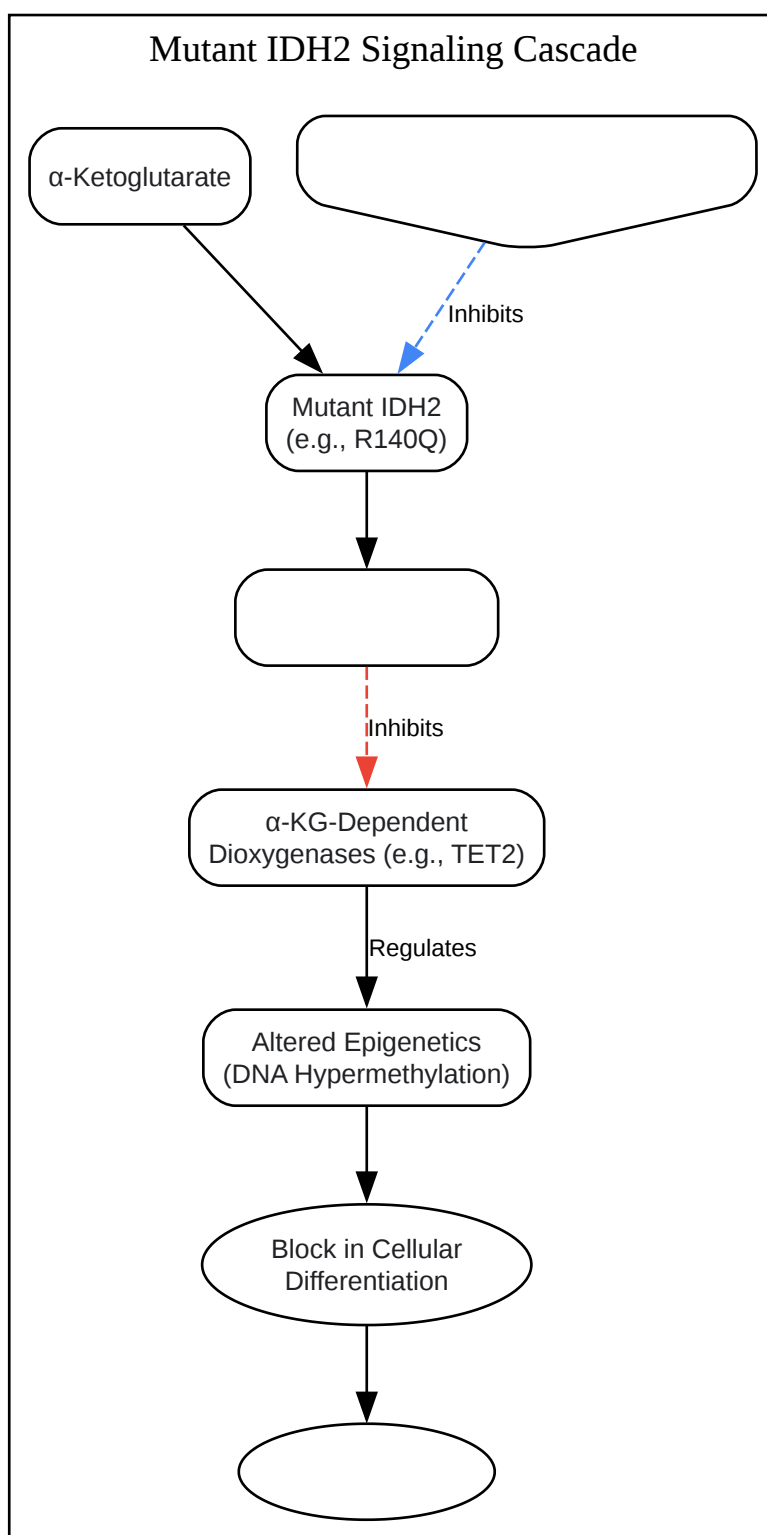 Mutant IDH2 Signaling Cascade
α-Ketoglutarate
Inhibits
Mutant IDH2
(e.g., R140Q)
Inhibits
α-KG-Dependent
Dioxygenases (e.g., TET2)
Regulates
Altered Epigenetics
(DNA Hypermethylation)
Block in Cellular
Differentiation